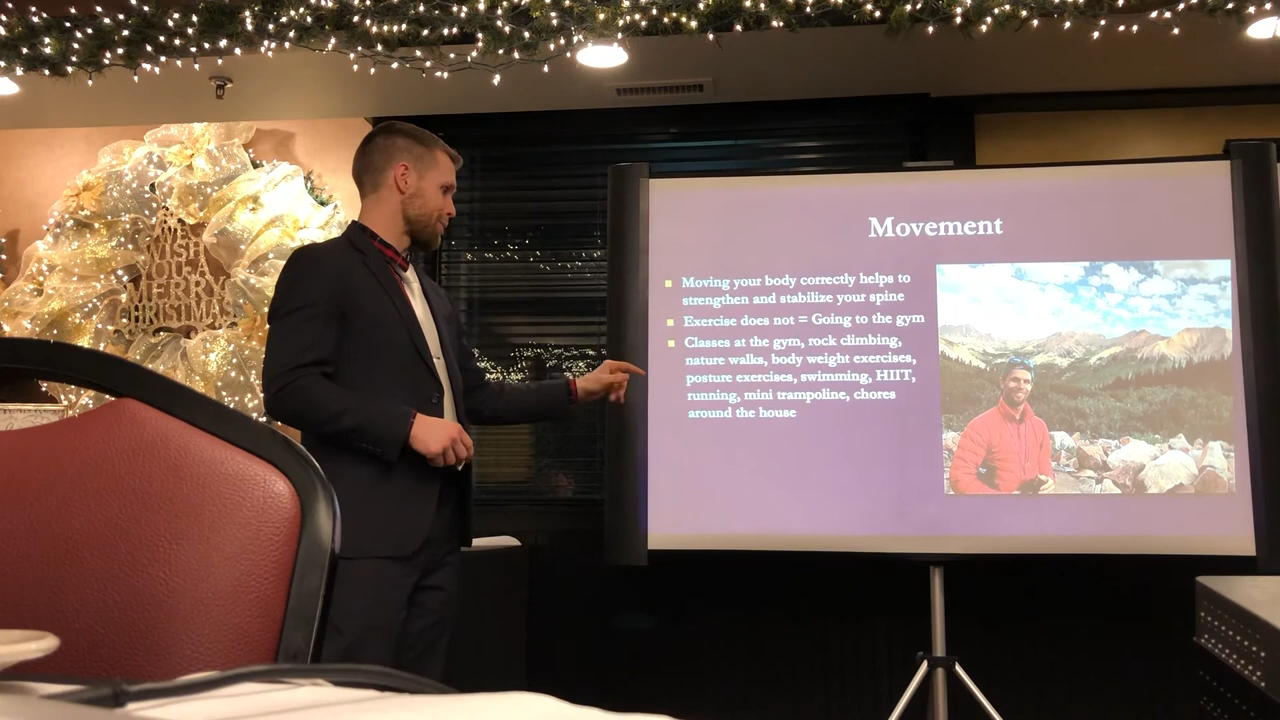 WISH
YOU A
MERRY
CHRISTMAS
Movement
Moving your body correctly helps to
strengthen and stabilize your spine
Exercise does not = Going to the gym
Classes at the gym, rock climbing,
nature walks, body weight exercises,
posture exercises, swimming, HIIT,
running, mini trampoline, chores
around the house